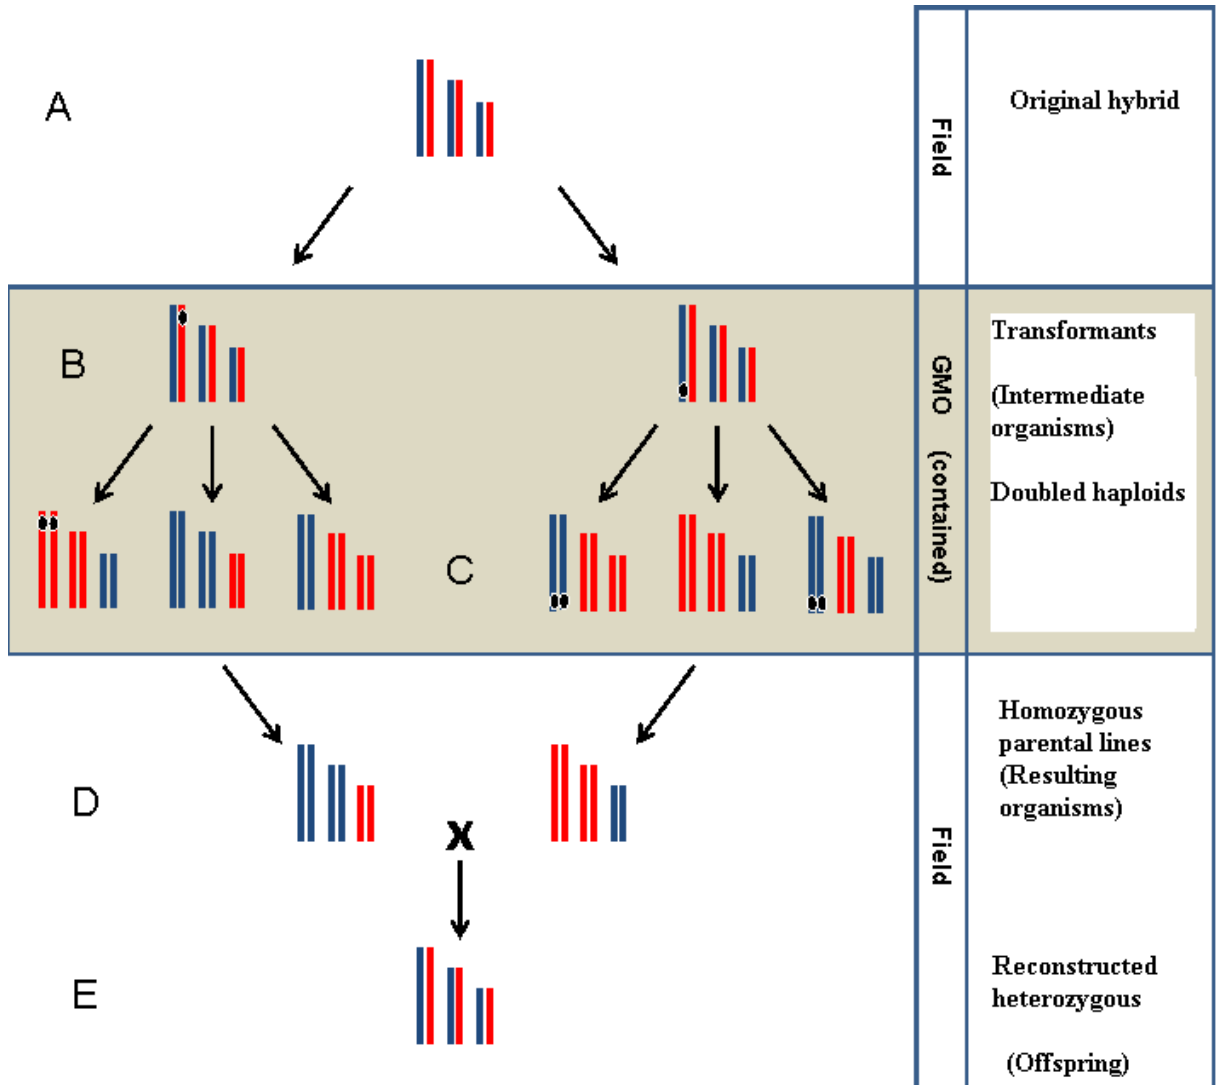 A
Field
Original hybrid
B
GMO (contained)
Transformants
(Intermediate
organisms)
Doubled haploids
C
D
X
Field
Homozygous
parental lines
(Resulting
organisms)
E
Reconstructed
heterozygous
(Offspring)